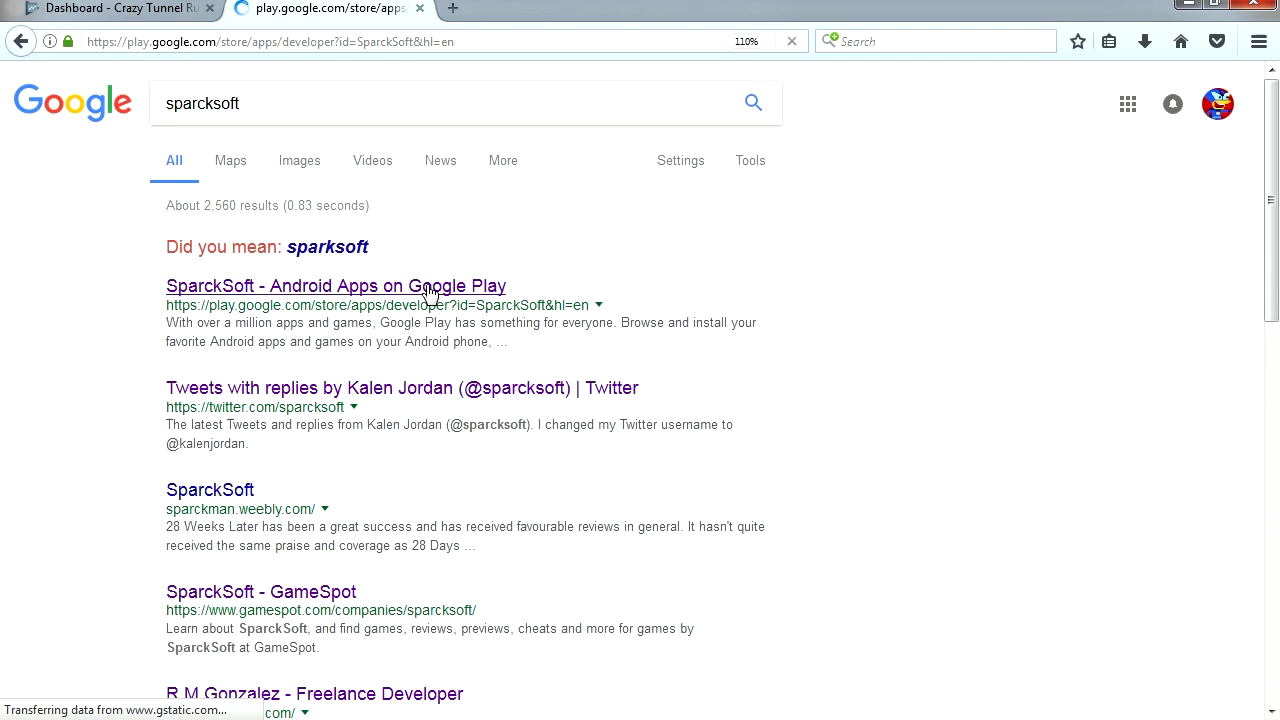 Dashboard - Crazy Tunnel Ru
play.google.com/store/apps/
https://play.google.com/store/apps/developer?id=SparckSoft&hl=en
110%
Search
Google
sparcksoft
All
Maps
Images
Videos
News
More
Settings
Tools
About 2,560 results (0.83 seconds)
Did you mean: sparksoft
SparckSoft - Android Apps on Google Play
https://play.google.com/store/apps/developer?id=SparckSoft&hl=en
With over a million apps and games, Google Play has something for everyone. Browse and install your
favorite Android apps and games on your Android phone, ...
Tweets with replies by Kalen Jordan (@sparcksoft) | Twitter
https://twitter.com/sparcksoft
The latest Tweets and replies from Kalen Jordan (@sparcksoft). I changed my Twitter username to
@kalenjordan.
SparckSoft
sparckman.weebly.com/
28 Weeks Later has been a great success and has received favourable reviews in general. It hasn't quite
received the same praise and coverage as 28 Days ...
SparckSoft - GameSpot
https://www.gamespot.com/companies/sparcksoft/
Learn about SparckSoft, and find games, reviews, previews, cheats and more for games by
SparckSoft at GameSpot.
R M Gonzalez - Freelance Developer
com/
Transferring data from www.gstatic.com...